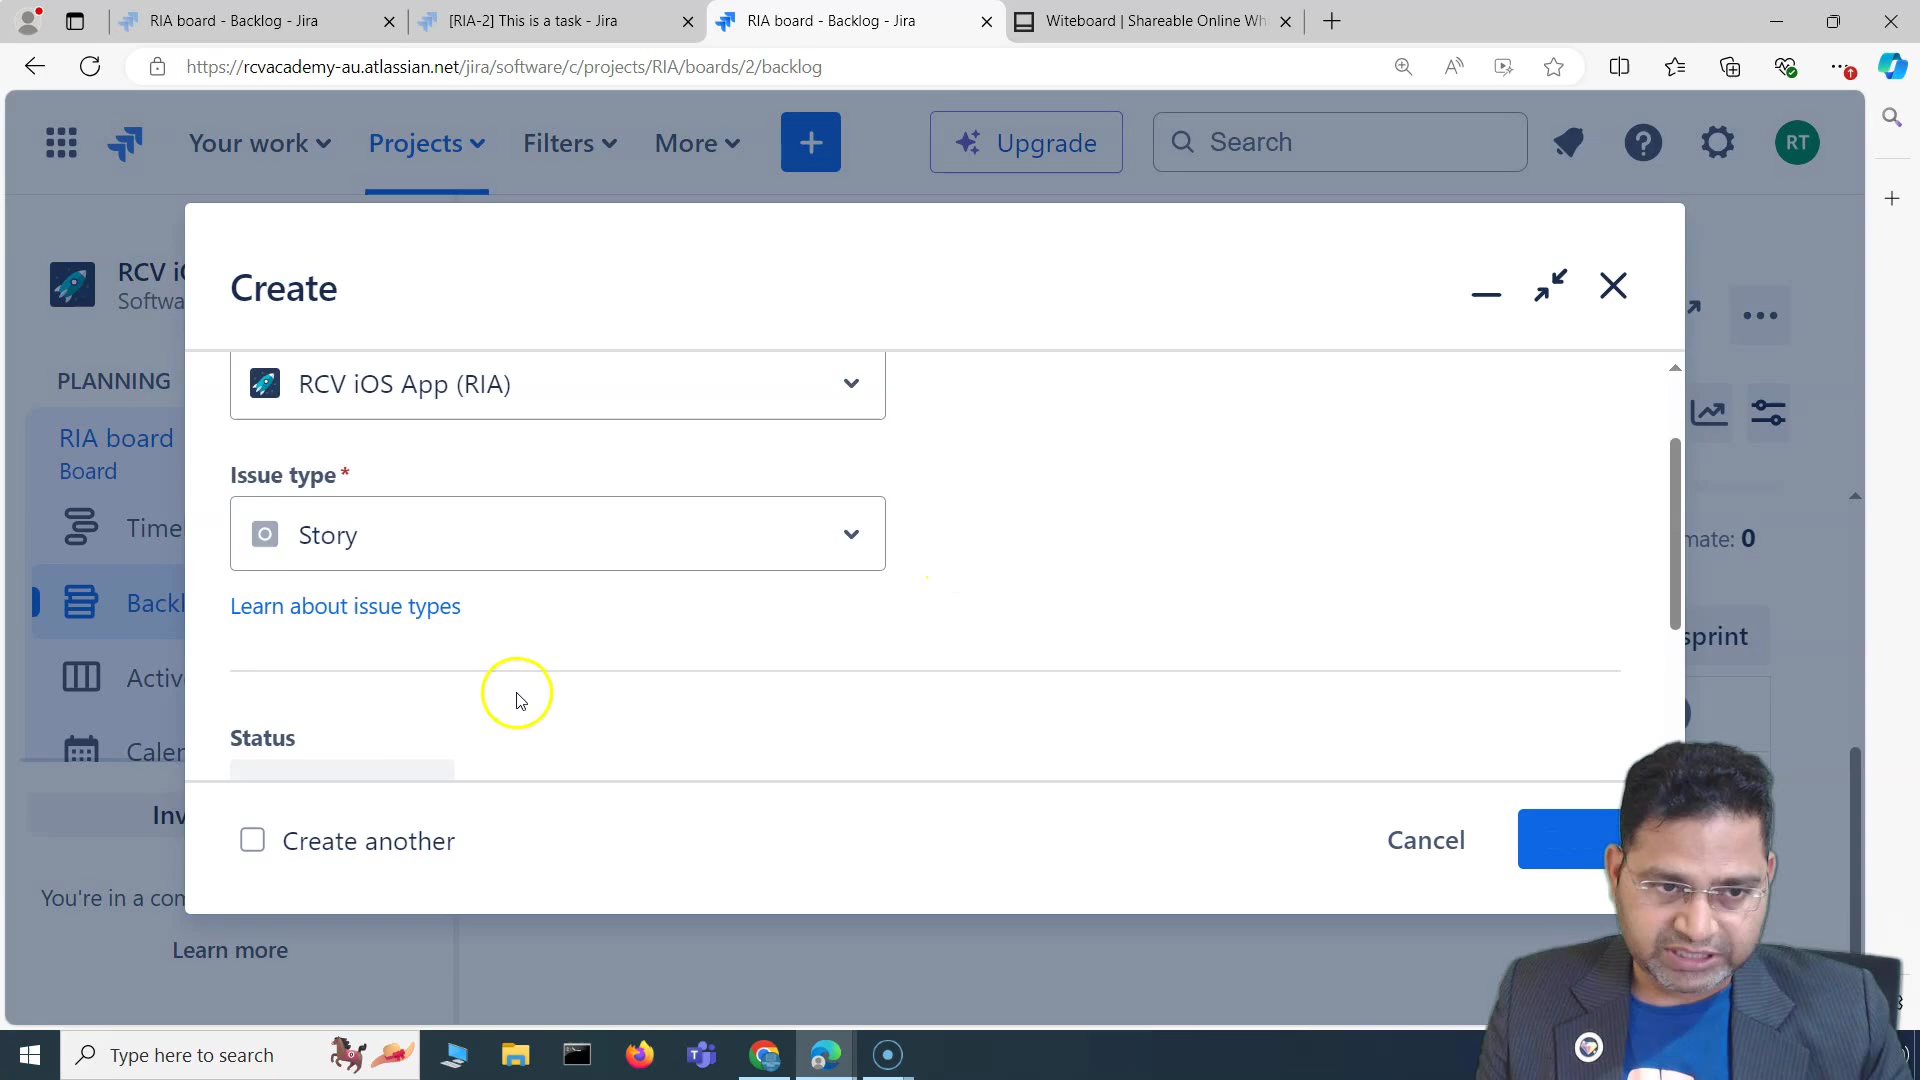 RIA board - Backlog - Jira
[RIA-2] This is a task - Jira
RIA board - Backlog - Jira
Witeboard | Shareable Online Wh
https://rcvacademy-au.atlassian.net/jira/software/c/projects/RIA/boards/2/backlog
Your work
Projects
Filters
More
Upgrade
Search
RT
RCV iO
Softwa
Create
PLANNING
RCV iOS App (RIA)
RIA board
Board
Issue type *
Time
Story
mate: 0
Backl
Learn about issue types
sprint
Activ
Status
Calen
Inv
Create another
Cancel
You're in a com
Learn more
Type here to search